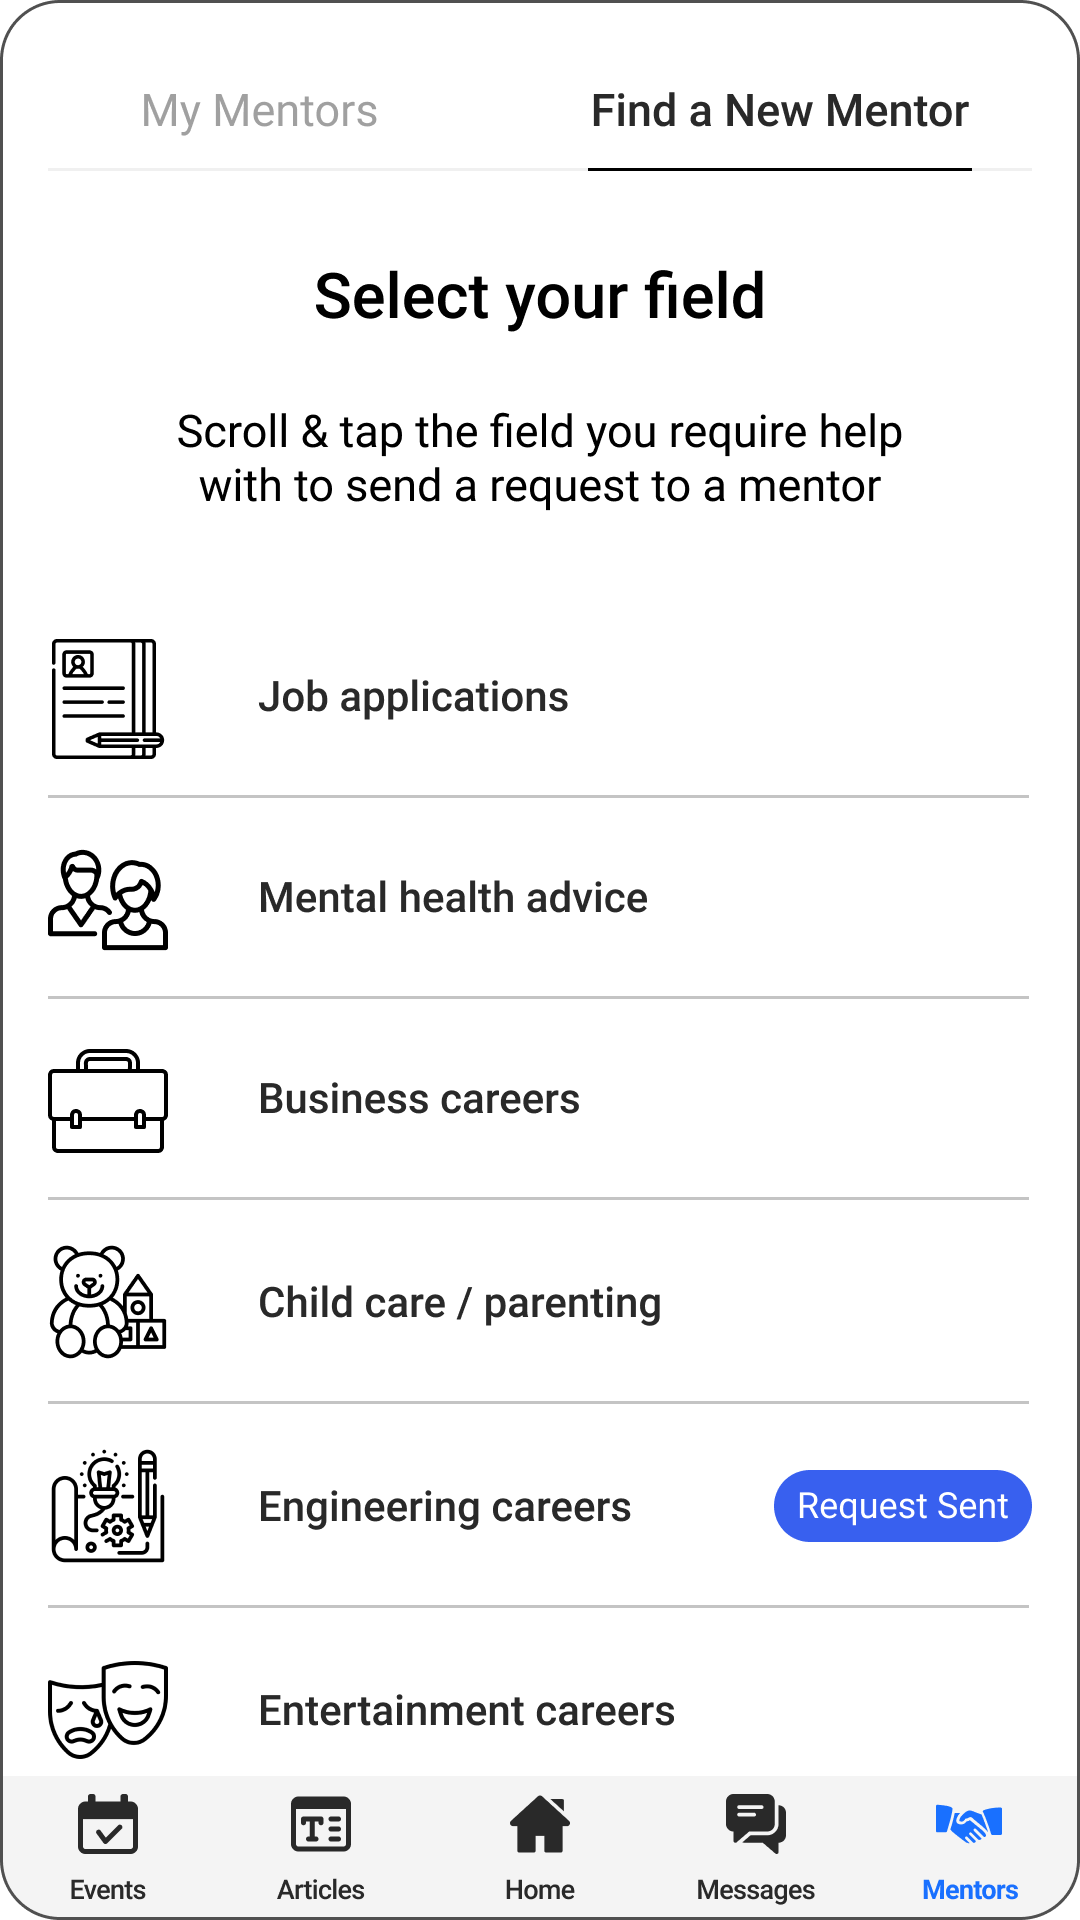 My Mentors
Find a New Mentor
Select your field
Scroll & tap the field you require help
with to send a request to a mentor
Job applications
Mental health advice
Business careers
Child care / parenting
Engineering careers
Request Sent
Entertainment careers
Events
Articles
Home
Messages
Mentors